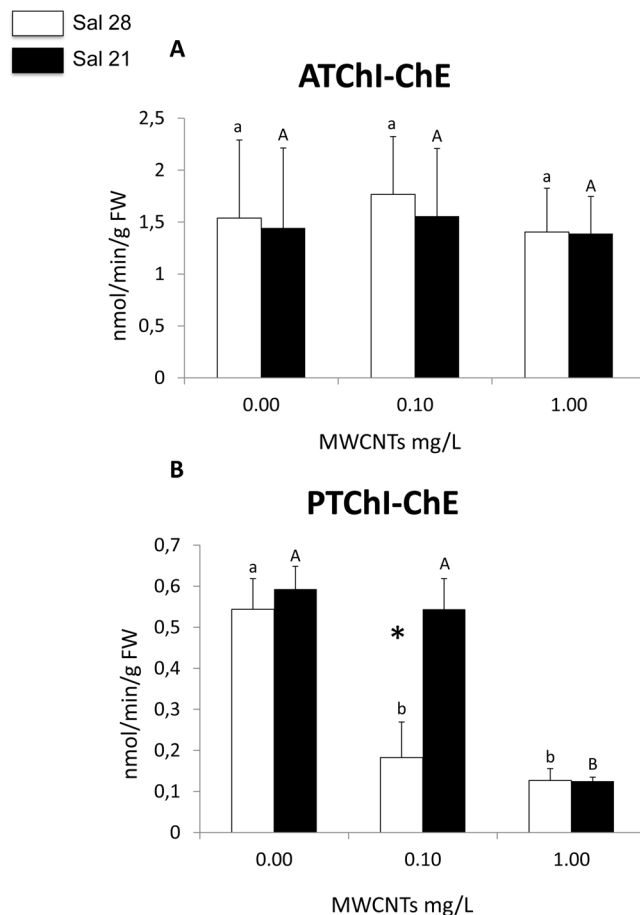 Sal 28
Sal 21
A
ATChI-ChE
nmol/min/g FW
2,5
2
1,5
1
0,5
0
a
A
a
A
a
A
0.00 0.10 1.00
MWCNTs mg/L
B
PTChI-ChE
nmol/min/g FW
0,7
0,6
0,5
0,4
0,3
0,2
0,1
0
a
A
b
*
A
b
B
0.00 0.10 1.00
MWCNTs mg/L